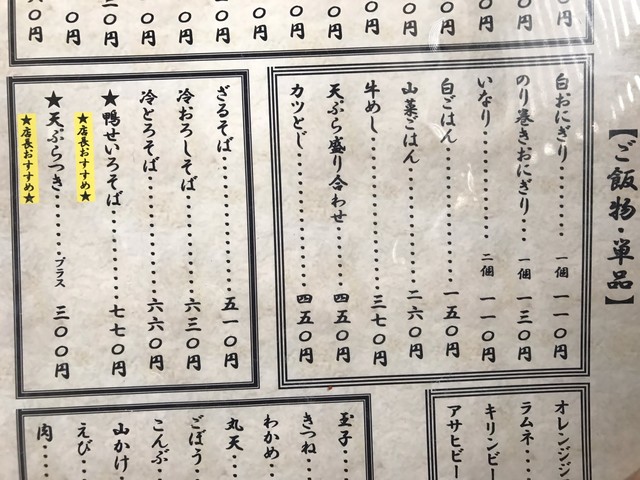 【ご飯物・単品】
白おにぎり………一個 一一〇円
のり巻きおにぎり……一個 一三〇円
いなり…………二個 一一〇円
白ごはん…………一五〇円
山菜ごはん…………二六〇円
牛めし…………三七〇円
天ぷら盛り合わせ………四五〇円
カツとじ…………四五〇円
ざるそば…………五一〇円
冷おろしそば…………六三〇円
冷とろそば…………六六〇円
★鴨せいろそば………七七〇円
★店長おすすめ★
★天ぷらつき………プラス 三〇〇円
★店長おすすめ★
オレンジジ
ラムネ
キリンビー
アサヒビー
玉子
きつね
わかめ
丸天
ごぼう
こんぶ
山かけ
えび
肉